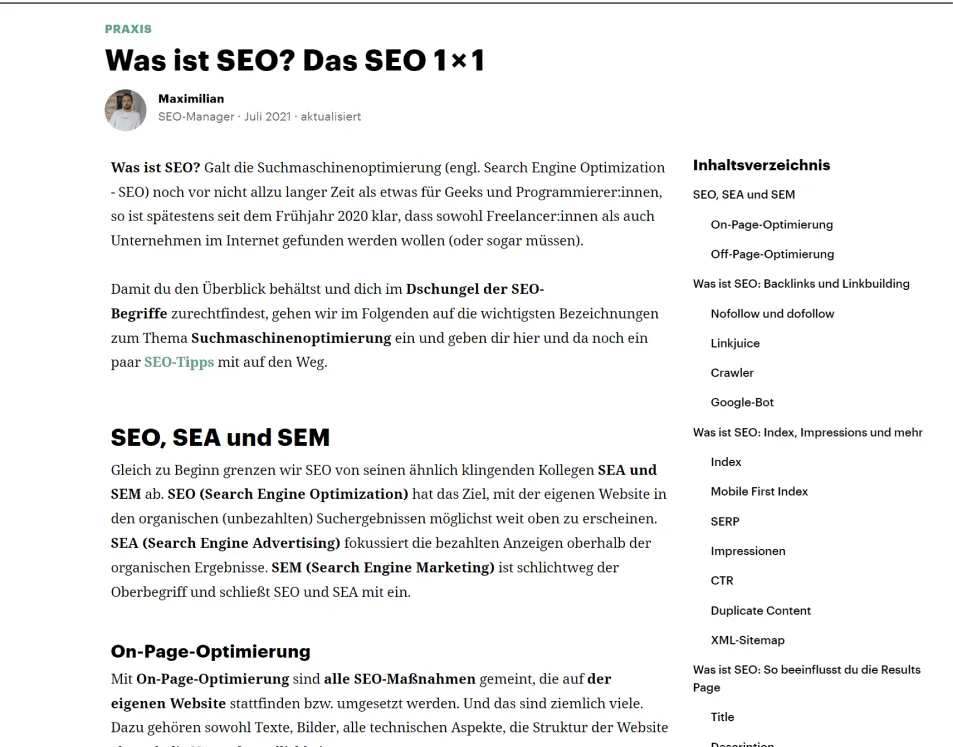 PRAXIS
Was ist SEO? Das SEO 1×1
Maximilian
SEO-Manager · Juli 2021 · aktualisiert
Was ist SEO? Galt die Suchmaschinenoptimierung (engl. Search Engine Optimization
- SEO) noch vor nicht allzu langer Zeit als etwas für Geeks und Programmierer:innen,
so ist spätestens seit dem Frühjahr 2020 klar, dass sowohl Freelancer:innen als auch
Unternehmen im Internet gefunden werden wollen (oder sogar müssen).
Damit du den Überblick behältst und dich im Dschungel der SEO-
Begriffe zurechtfindest, gehen wir im Folgenden auf die wichtigsten Bezeichnungen
zum Thema Suchmaschinenoptimierung ein und geben dir hier und da noch ein
paar SEO-Tipps mit auf den Weg.
SEO, SEA und SEM
Gleich zu Beginn grenzen wir SEO von seinen ähnlich klingenden Kollegen SEA und
SEM ab. SEO (Search Engine Optimization) hat das Ziel, mit der eigenen Website in
den organischen (unbezahlten) Suchergebnissen möglichst weit oben zu erscheinen.
SEA (Search Engine Advertising) fokussiert die bezahlten Anzeigen oberhalb der
organischen Ergebnisse. SEM (Search Engine Marketing) ist schlichtweg der
Oberbegriff und schließt SEO und SEA mit ein.
On-Page-Optimierung
Mit On-Page-Optimierung sind alle SEO-Maßnahmen gemeint, die auf der
eigenen Website stattfinden bzw. umgesetzt werden. Und das sind ziemlich viele.
Dazu gehören sowohl Texte, Bilder, alle technischen Aspekte, die Struktur der Website
Inhaltsverzeichnis
SEO, SEA und SEM
On-Page-Optimierung
Off-Page-Optimierung
Was ist SEO: Backlinks und Linkbuilding
Nofollow und dofollow
Linkjuice
Crawler
Google-Bot
Was ist SEO: Index, Impressions und mehr
Index
Mobile First Index
SERP
Impressionen
CTR
Duplicate Content
XML-Sitemap
Was ist SEO: So beeinflusst du die Results
Page
Title
Description